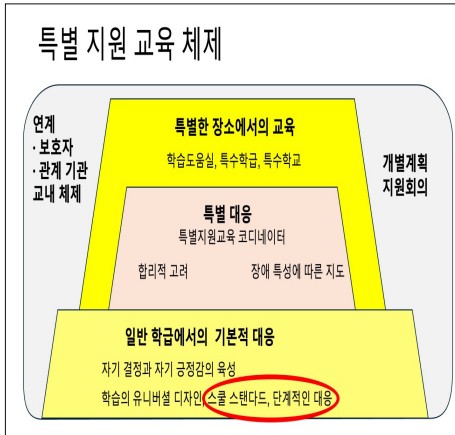 특별 지원 교육 체제
연계
· 보호자
· 관계 기관
교내 체제
특별한 장소에서의 교육
학습도움실, 특수학급, 특수학교
개별계획
지원회의
특별 대응
특별지원교육 코디네이터
합리적 고려 장애 특성에 따른 지도
일반 학급에서의 기본적 대응
자기 결정과 자기 긍정감의 육성
학습의 유니버설 디자인, 스쿨 스탠다드, 단계적인 대응